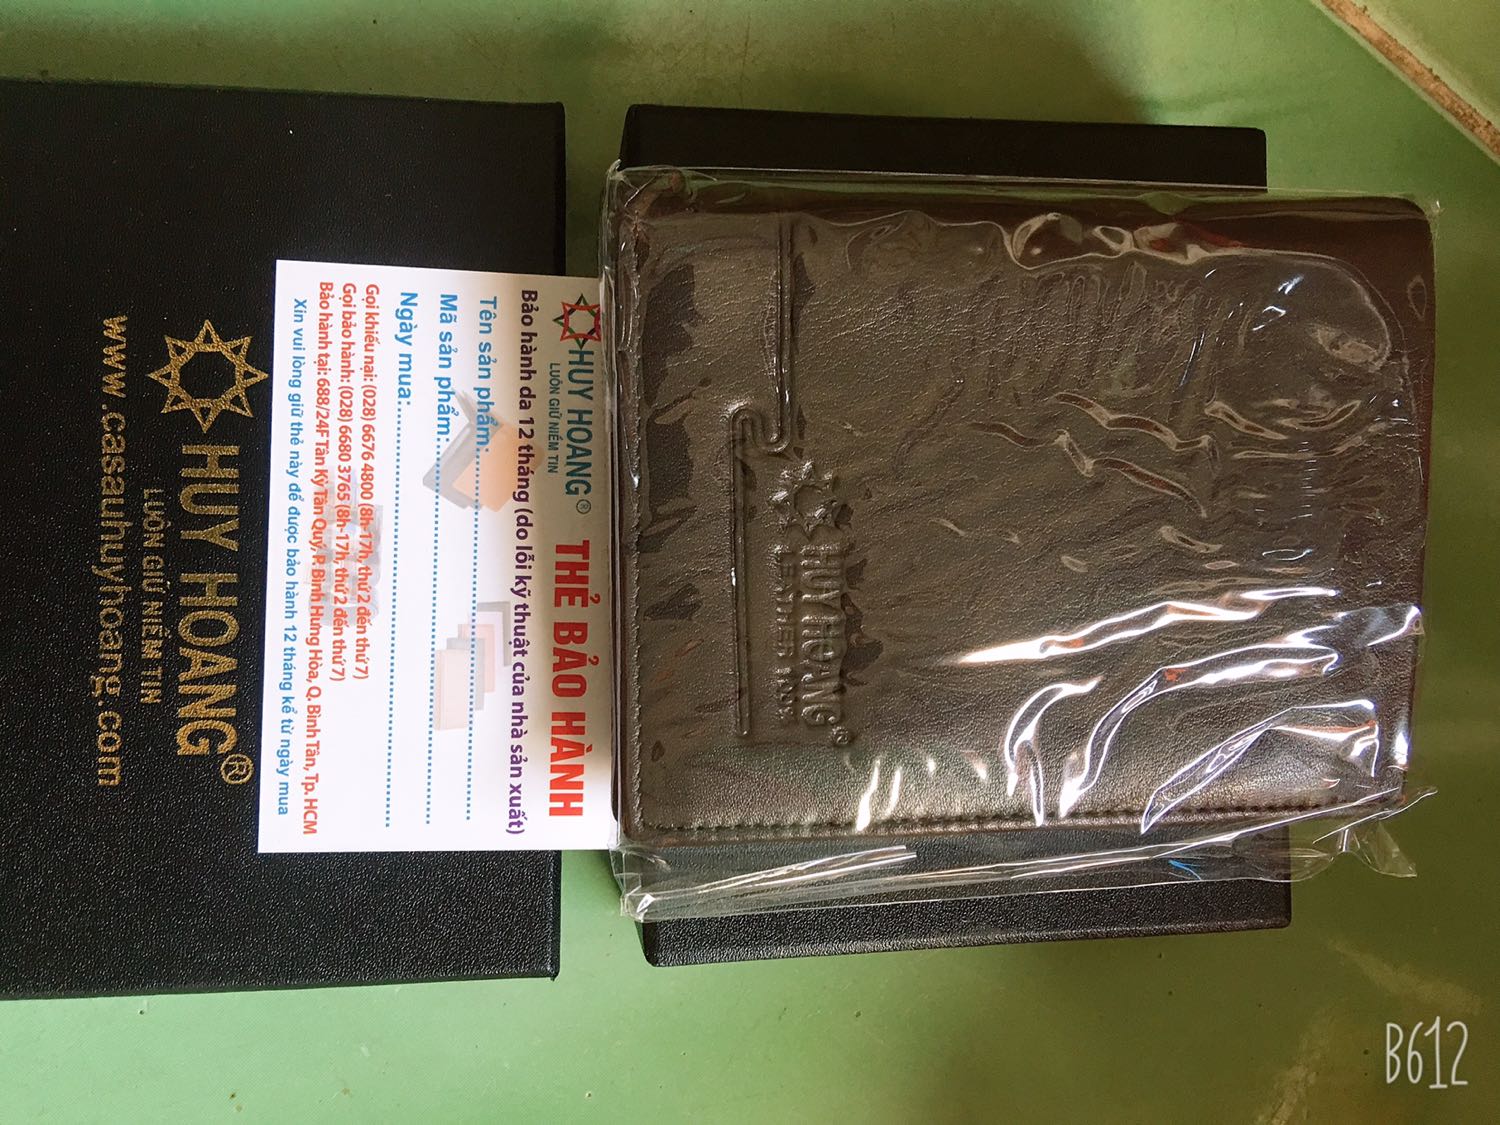 HUY HOANG®
LUÔN GIỮ NIỀM TIN
www.casauhuyhoang.com
HUY HOANG®
LUÔN GIỮ NIỀM TIN
THẺ BẢO HÀNH
Bảo hành da 12 tháng (do lỗi kỹ thuật của nhà sản xuất)
Tên sản phẩm:
Mã sản phẩm:
Ngày mua:
Gọi khiếu nại: (028) 6676 4800 (8h-17h, thứ 2 đến thứ 7)
Gọi bảo hành: (028) 6680 3765 (8h-17h, thứ 2 đến thứ 7)
Bảo hành tại: 688/24F Tân Kỳ Tân Quý, P. Bình Hưng Hòa, Q. Bình Tân, Tp. HCM
Xin vui lòng giữ thẻ này để được bảo hành 12 tháng kể từ ngày mua
HUY HOANG®
LEATHER 100%
B612